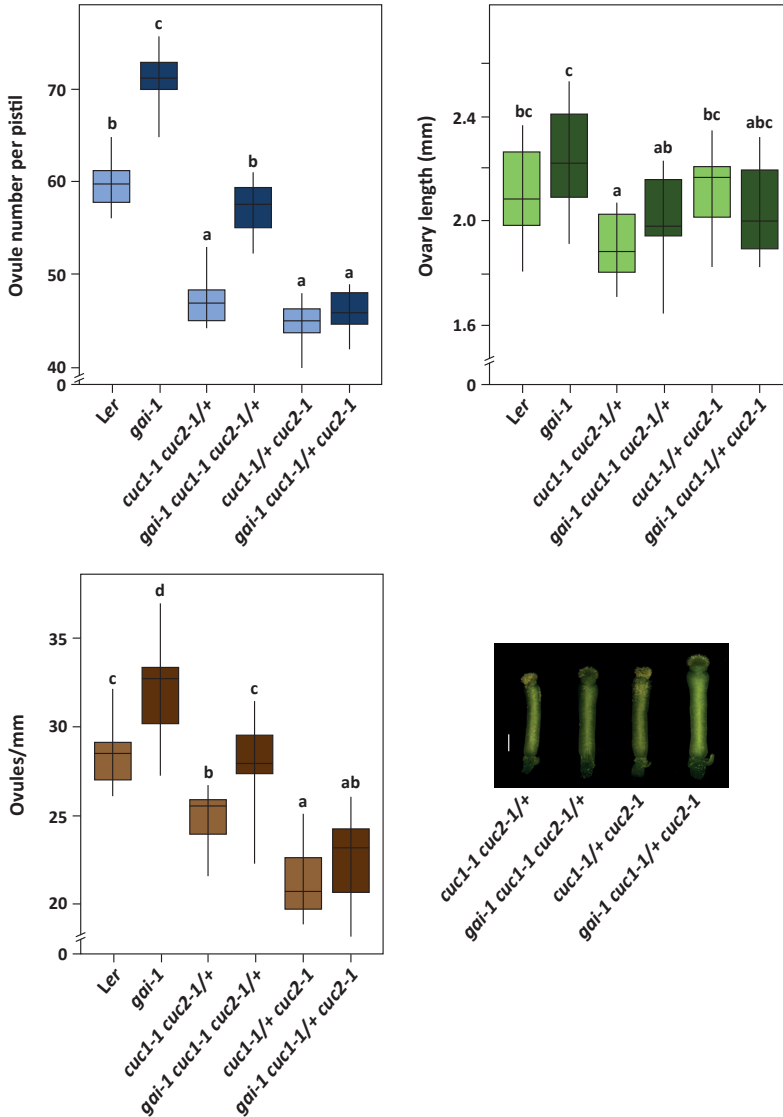 Ovule number per pistil
70
60
50
40
0
b
c
a
b
a
a
Ler
gai-1
cuc1-1 cuc2-1/+
gai-1 cuc1-1 cuc2-1/+
cuc1-1/+ cuc2-1
gai-1 cuc1-1/+ cuc2-1
Ovary length (mm)
2.4
2.0
1.6
0
bc
c
a
ab
bc
abc
Ler
gai-1
cuc1-1 cuc2-1/+
gai-1 cuc1-1 cuc2-1/+
cuc1-1/+ cuc2-1
gai-1 cuc1-1/+ cuc2-1
Ovules/mm
35
30
25
20
0
c
d
b
c
a
ab
Ler
gai-1
cuc1-1 cuc2-1/+
gai-1 cuc1-1 cuc2-1/+
cuc1-1/+ cuc2-1
gai-1 cuc1-1/+ cuc2-1
cuc1-1 cuc2-1/+
gai-1 cuc1-1 cuc2-1/+
cuc1-1/+ cuc2-1
gai-1 cuc1-1/+ cuc2-1